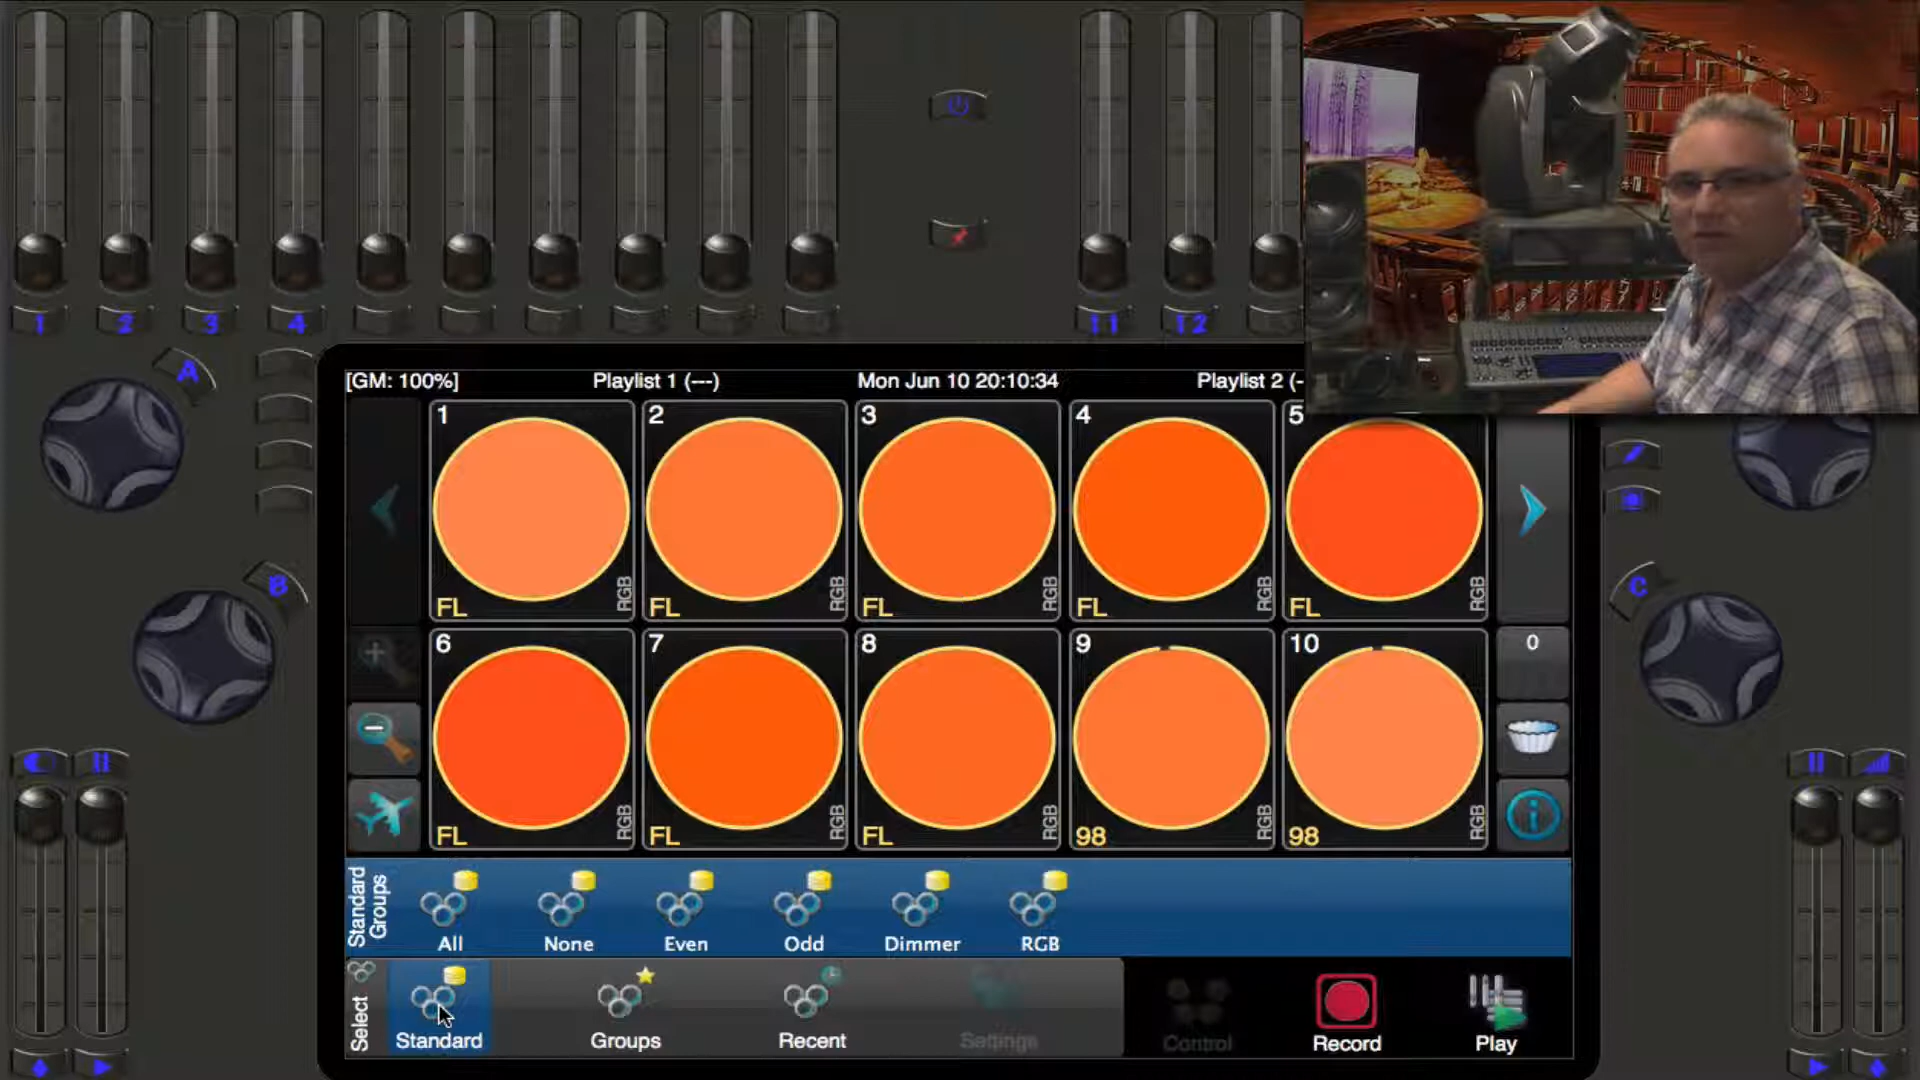 1 2 3 4 11 12
A
[GM: 100%] Playlist 1 (---) Mon Jun 10 20:10:34 Playlist 2 (-
1 2 3 4 5
RGB RGB RGB RGB RGB
FL FL FL FL FL
B
C
6 7 8 9 10 0
RGB RGB RGB RGB RGB
FL FL FL 98 98
Standard
Groups
All None Even Odd Dimmer RGB
Select
Standard Groups Recent Settings Control Record Play